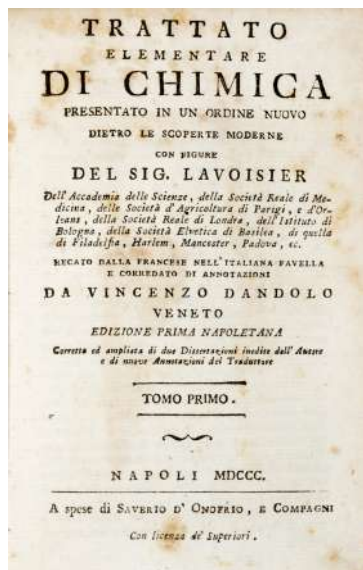 TRATTATO
ELEMENTARE
DI CHIMICA
PRESENTATO IN UN ORDINE NUOVO
DIETRO LE SCOPERTE MODERNE
CON FIGURE
DEL SIG. LAVOISIER
Dell'Accademia delle Scienze, della Società Reale di Me-
dicina, delle Società d'Agricoltura di Parigi, e d'Or-
leans, della Società Reale di Londra, dell'Istituto di
Bologna, della Società Elvetica di Basilea, di quella
di Filadelfia, Harlem, Mancester, Padova, ec.
RECATO DALLA FRANCESE NELL'ITALIANA FAVELLA
E CORREDATO DI ANNOTAZIONI
DA VINCENZO DANDOLO
VENETO
EDIZIONE PRIMA NAPOLETANA
Corretta ed ampliata di due Dissertazioni inedite dell'Autore
e di nuove Annotazioni del Traduttore
TOMO PRIMO.
NAPOLI MDCCC.
A spese di SAVERIO D'ONOFRIO, E COMPAGNI
Con licenza de' Superiori.